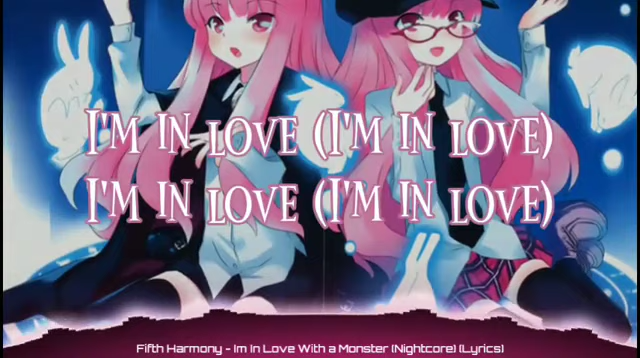 I'M IN LOVE (I'M IN LOVE)
I'M IN LOVE (I'M IN LOVE)
Fifth Harmony - Im In Love With a Monster (Nightcore) (Lyrics)